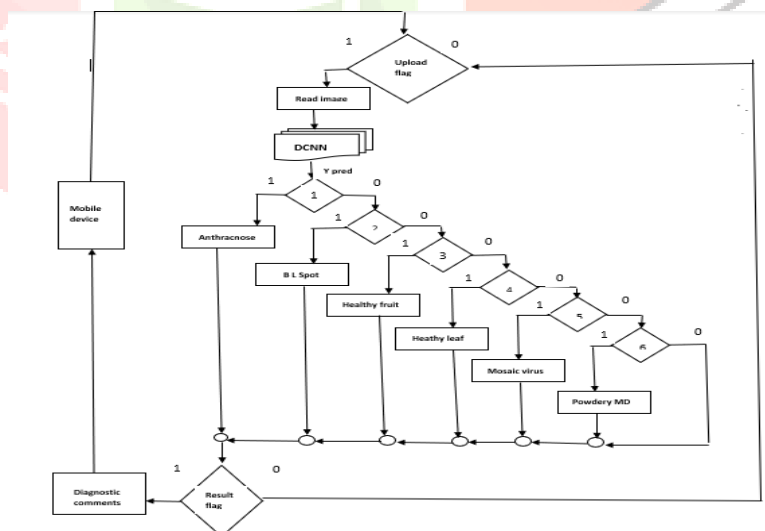 1
0
Upload
flag
Read image
DCNN
Y pred
1
0
1
Mobile
device
Anthracnose
1
0
2
B L Spot
1
0
3
Healthy fruit
1
0
4
Heathy leaf
1
0
5
Mosaic virus
1
0
6
Powdery MD
1
0
Result
flag
Diagnostic
comments